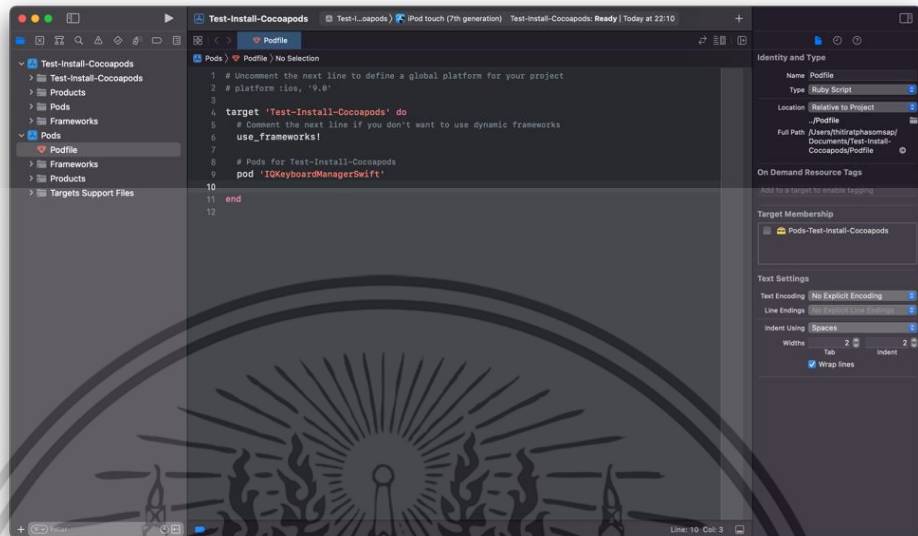 Test-Install-Cocoapods
Test-I...ocapods
iPod touch (7th generation)
Test-Install-Cocoapods: Ready | Today at 22:10
Podfile
Pods
Podfile
No Selection
Test-Install-Cocoapods
Test-Install-Cocoapods
Products
Pods
Frameworks
Pods
Podfile
Frameworks
Products
Targets Support Files
1 # Uncomment the next line to define a global platform for your project
2 # platform :ios, '9.0'
3
4 target 'Test-Install-Cocoapods' do
5 # Comment the next line if you don't want to use dynamic frameworks
6 use_frameworks!
7
8 # Pods for Test-Install-Cocoapods
9 pod 'IQKeyboardManagerSwift'
10
11 end
12
Filter
Line: 10 Col: 3
Identity and Type
Name Podfile
Type Ruby Script
Location Relative to Project
../Podfile
Full Path /Users/thitiratphasomsap/
Documents/Test-Install-
Cocoapods/Podfile
On Demand Resource Tags
Add to a target to enable tagging
Target Membership
Pods-Test-Install-Cocoapods
Text Settings
Text Encoding No Explicit Encoding
Line Endings No Explicit Line Endings
Indent Using Spaces
Widths 2 2
Tab Indent
Wrap lines